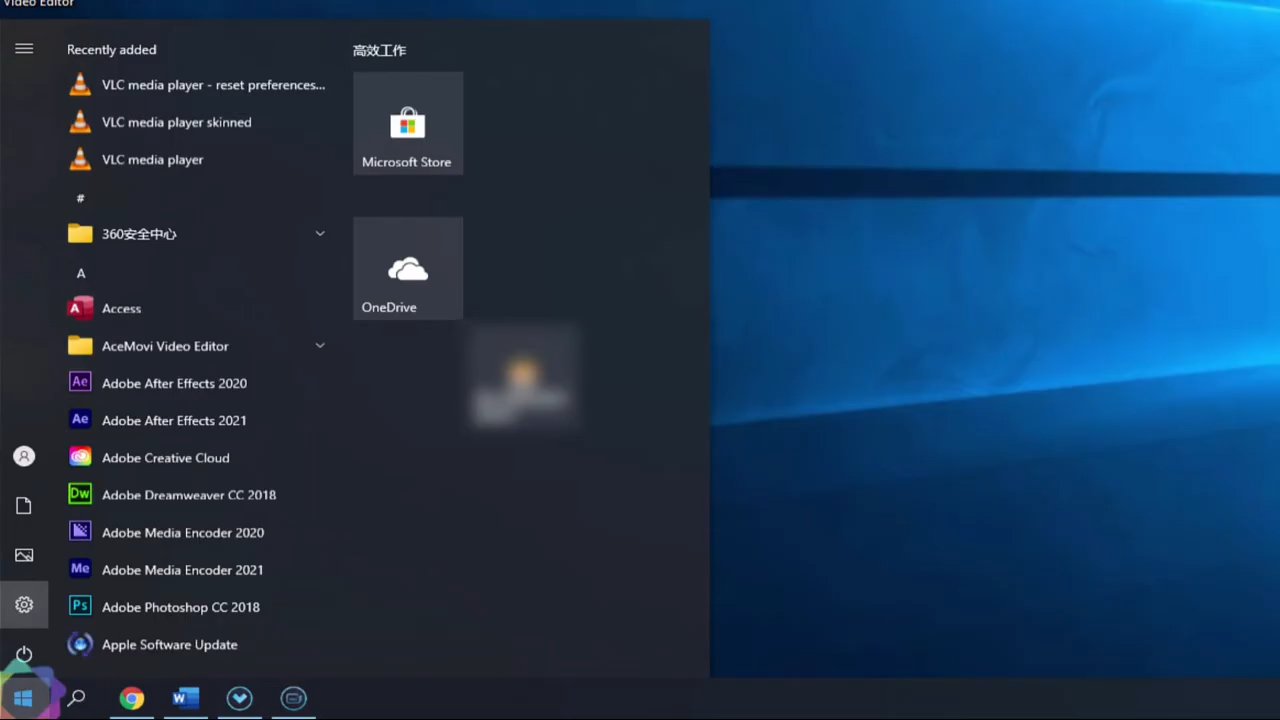 Video Editor
Recently added
VLC media player - reset preferences...
VLC media player skinned
VLC media player
#
360安全中心
A
Access
AceMovi Video Editor
Adobe After Effects 2020
Adobe After Effects 2021
Adobe Creative Cloud
Adobe Dreamweaver CC 2018
Adobe Media Encoder 2020
Adobe Media Encoder 2021
Adobe Photoshop CC 2018
Apple Software Update
高效工作
Microsoft Store
OneDrive